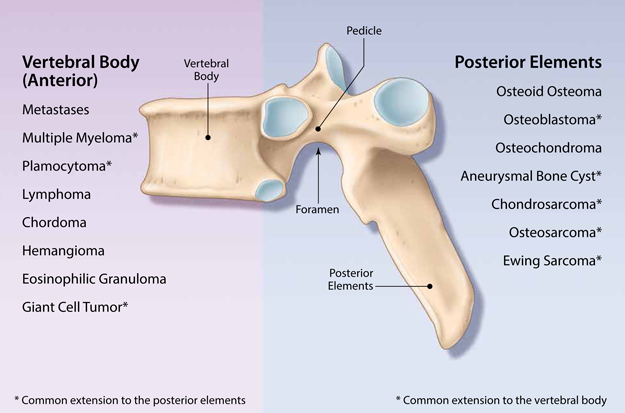 Vertebral Body
(Anterior)
Metastases
Multiple Myeloma*
Plamocytoma*
Lymphoma
Chordoma
Hemangioma
Eosinophilic Granuloma
Giant Cell Tumor*
* Common extension to the posterior elements
Vertebral
Body
Pedicle
Foramen
Posterior
Elements
Posterior Elements
Osteoid Osteoma
Osteoblastoma*
Osteochondroma
Aneurysmal Bone Cyst*
Chondrosarcoma*
Osteosarcoma*
Ewing Sarcoma*
* Common extension to the vertebral body